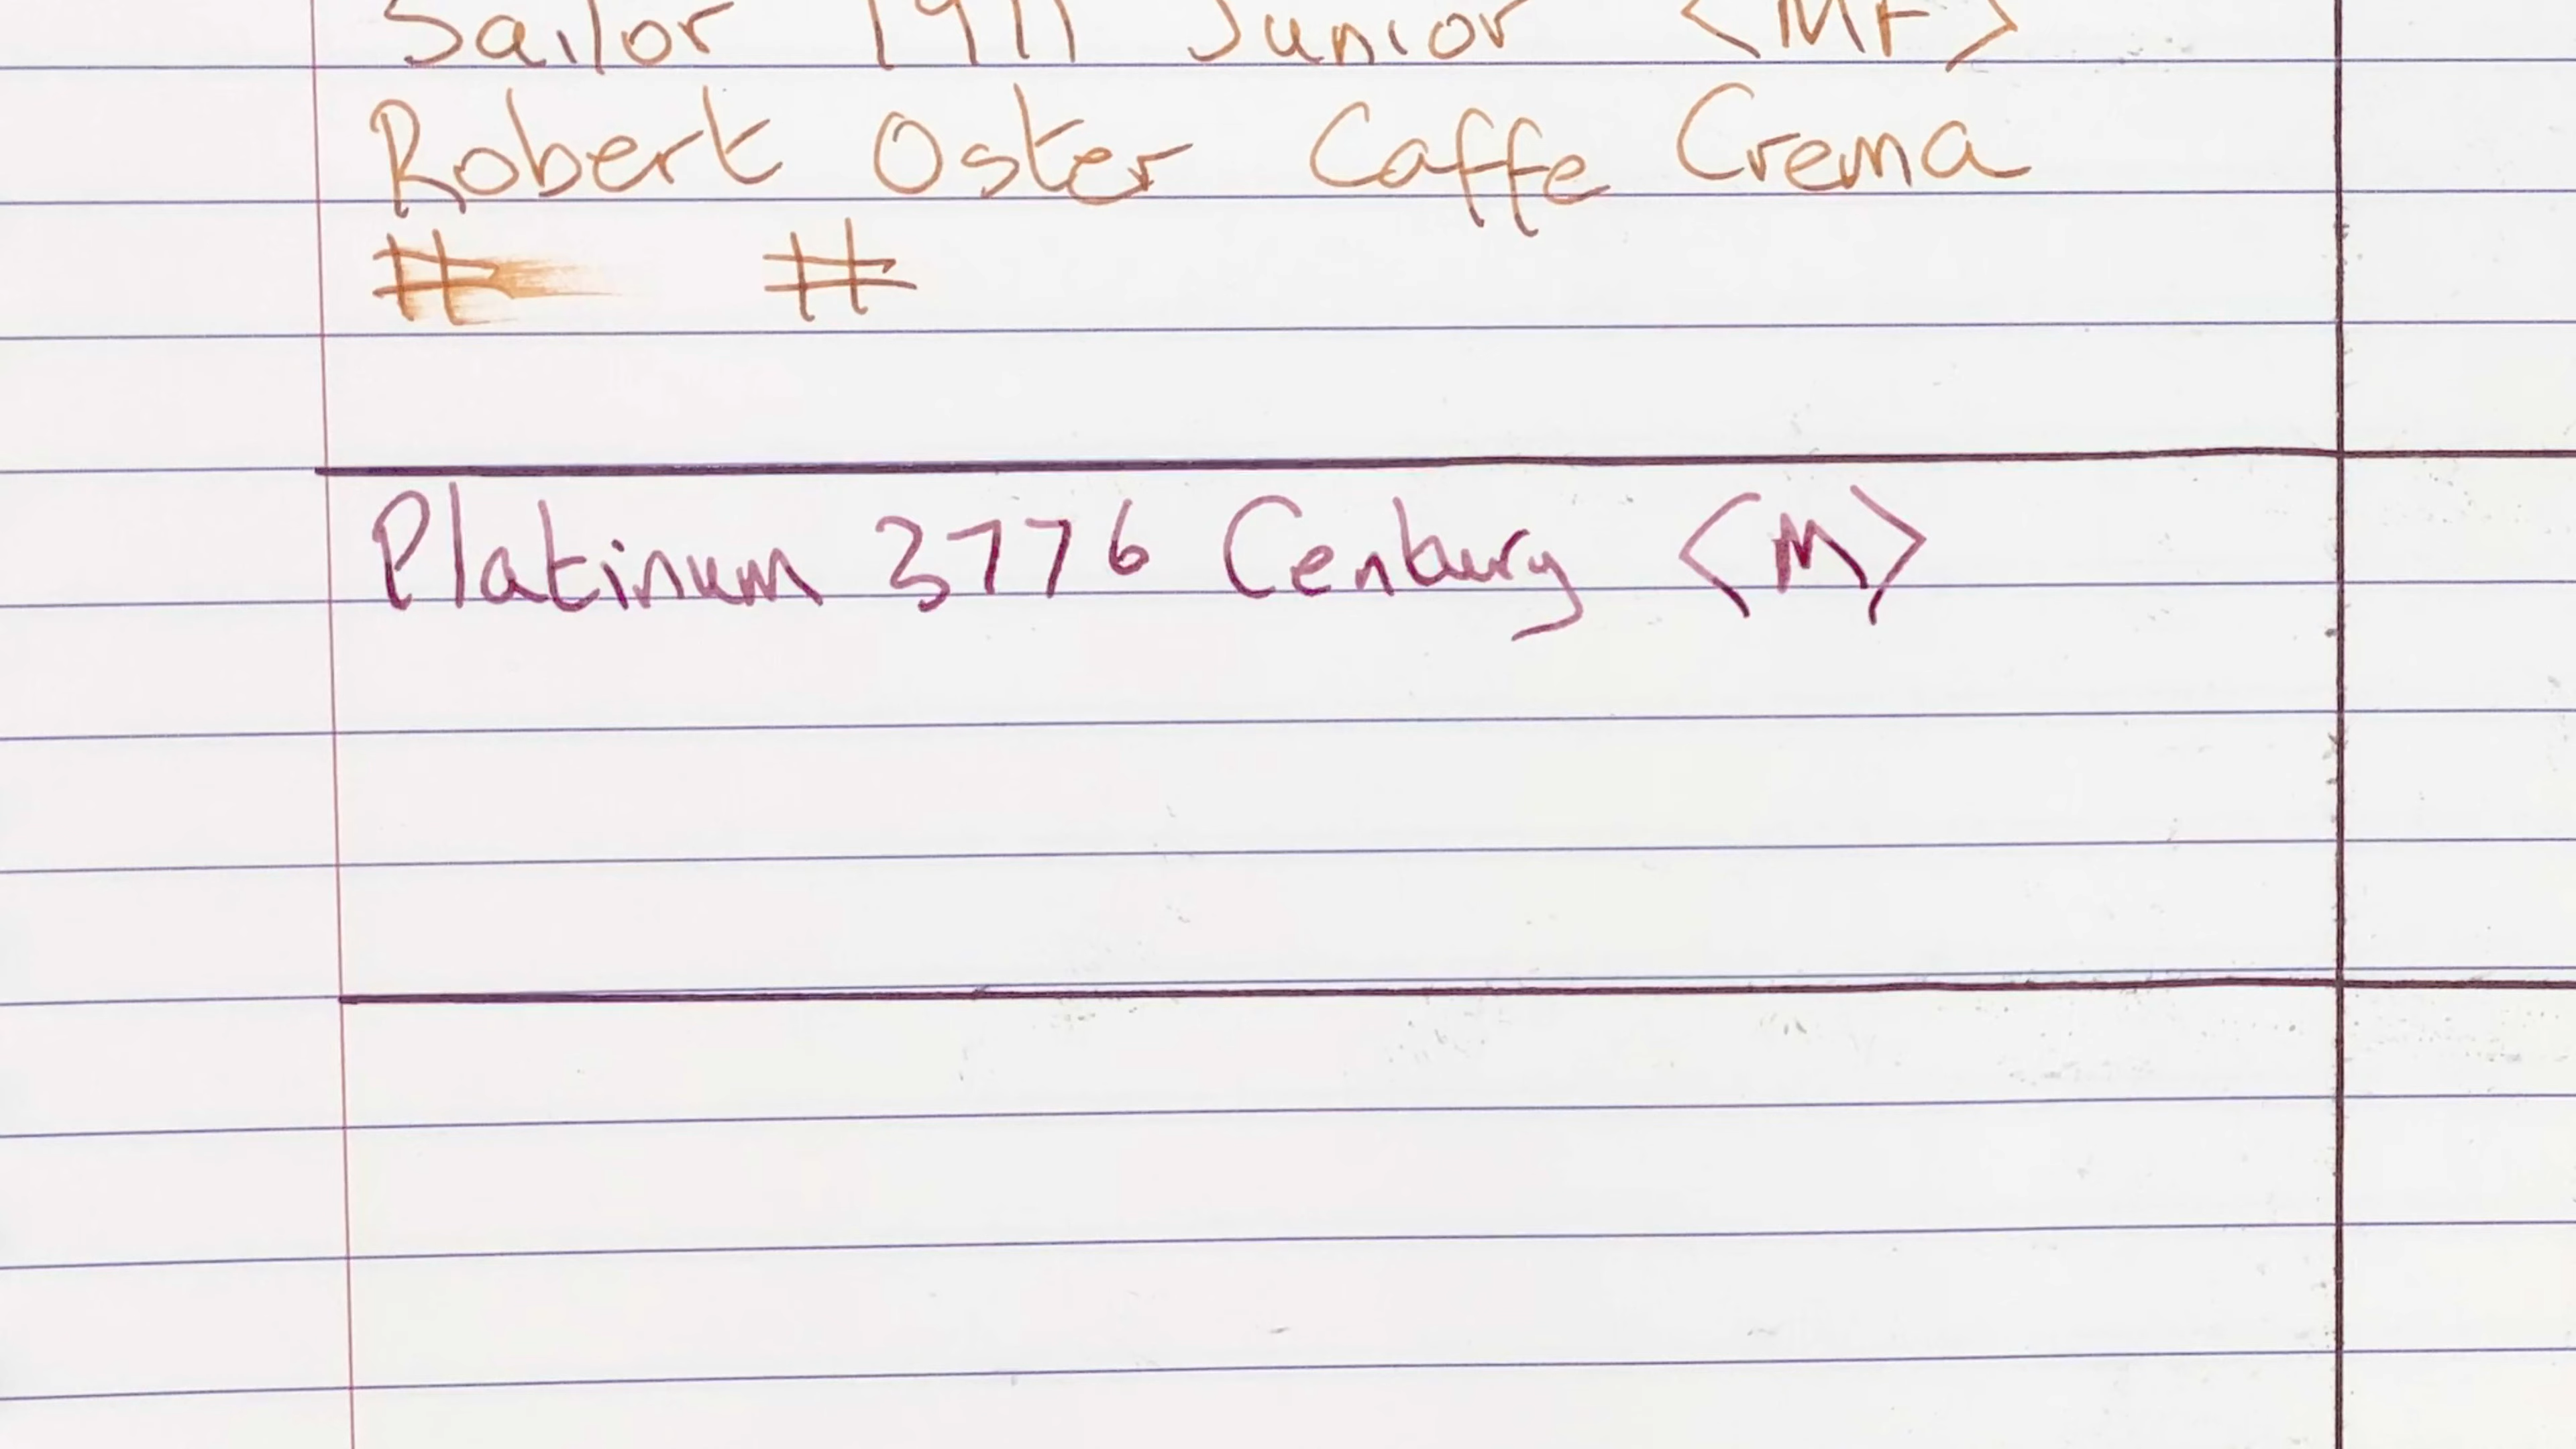 Sailor 1911 Junior <MF>
Robert Oster Caffe Crema
# #
Platinum 3776 Century <M>